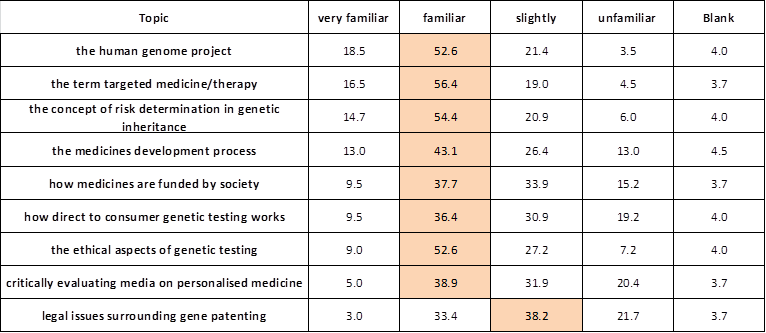 Topic very familiar familiar slightly unfamiliar Blank
the human genome project 18.5 52.6 21.4 3.5 4.0
the term targeted medicine/therapy 16.5 56.4 19.0 4.5 3.7
the concept of risk determination in genetic
inheritance 14.7 54.4 20.9 6.0 4.0
the medicines development process 13.0 43.1 26.4 13.0 4.5
how medicines are funded by society 9.5 37.7 33.9 15.2 3.7
how direct to consumer genetic testing works 9.5 36.4 30.9 19.2 4.0
the ethical aspects of genetic testing 9.0 52.6 27.2 7.2 4.0
critically evaluating media on personalised medicine 5.0 38.9 31.9 20.4 3.7
legal issues surrounding gene patenting 3.0 33.4 38.2 21.7 3.7